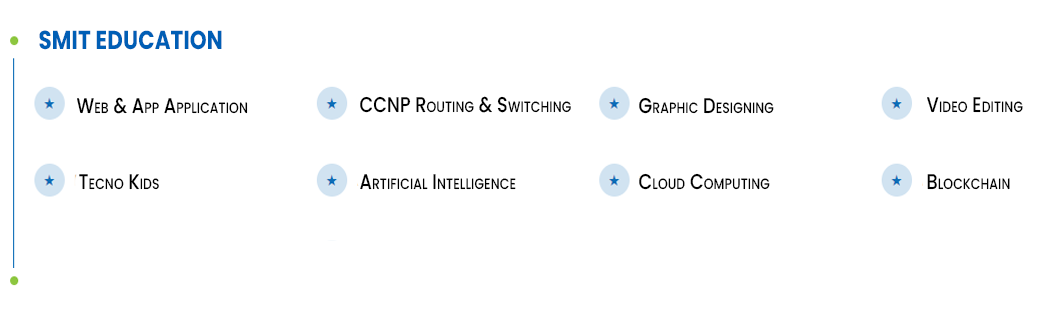 SMIT EDUCATION
Web & App Application
CCNP Routing & Switching
Graphic Designing
Video Editing
Tecno Kids
Artificial Intelligence
Cloud Computing
Blockchain